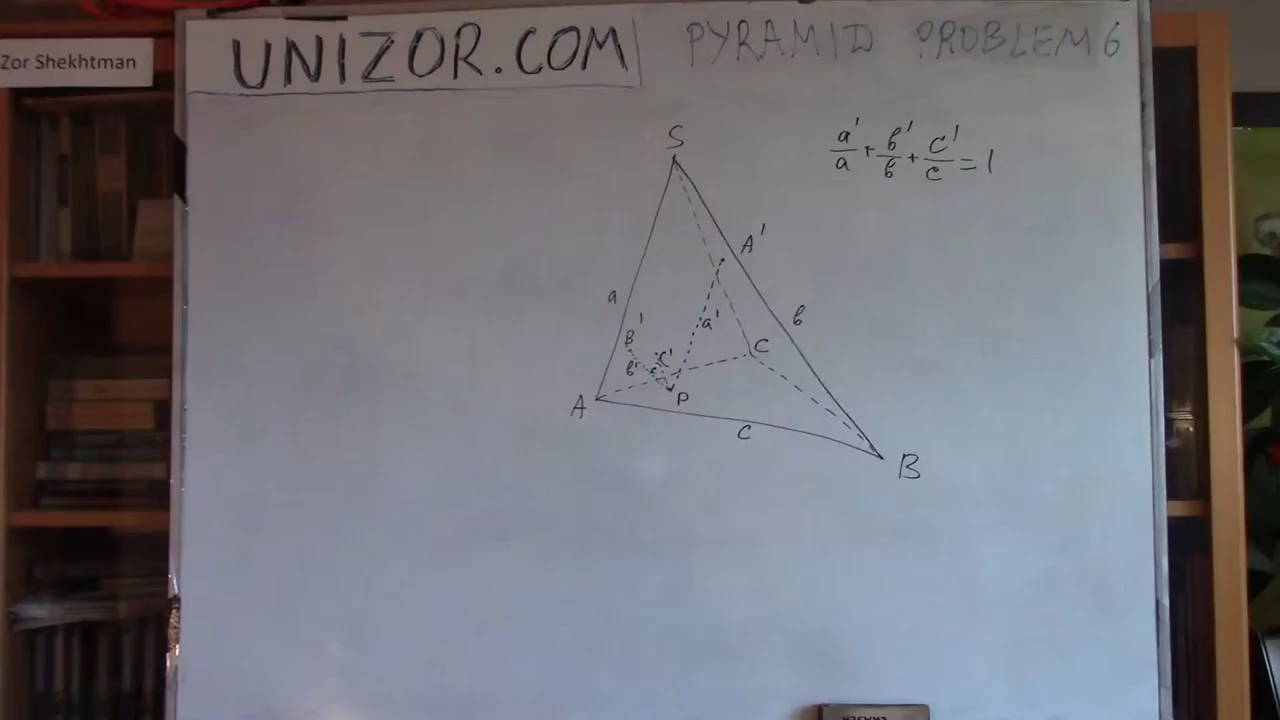 Zor Shekhtman
UNIZOR.COM
PYRAMID PROBLEM 6
a'/a + b'/b + c'/c = 1
S
A'
a
a'
b
B'
b'
c'
C
P
A
c
B